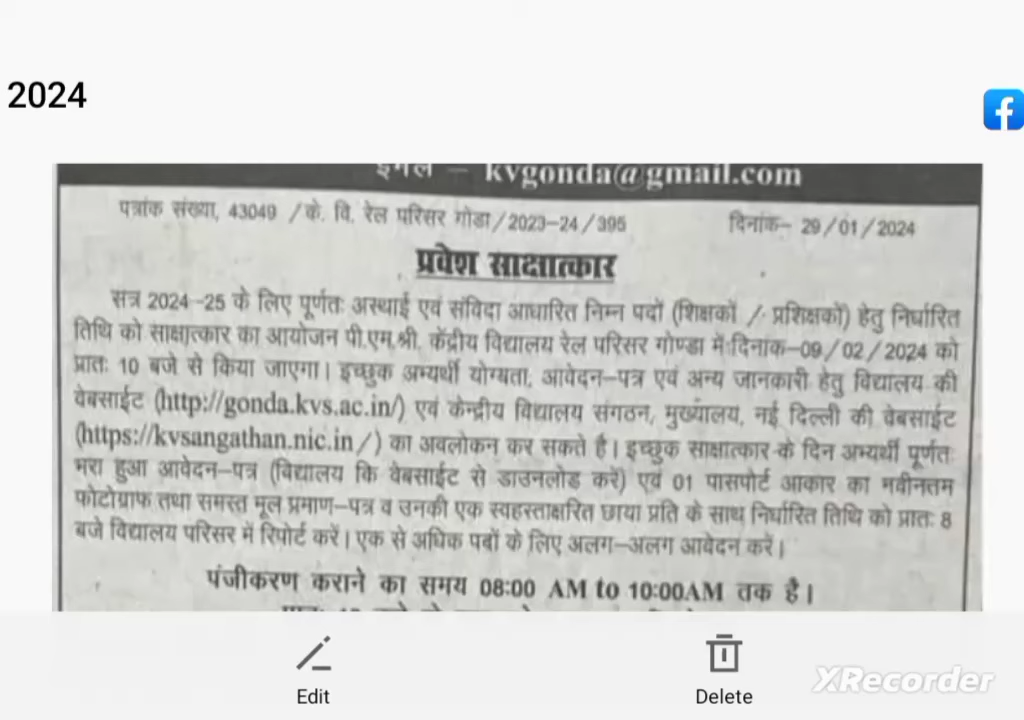 2024
ईमेल – kvgonda@gmail.com
पत्रांक संख्या, 43049 /के. वि. रेल परिसर गोंडा/2023-24/395 दिनांक- 29/01/2024
प्रवेश साक्षात्कार
सत्र 2024-25 के लिए पूर्णतः अस्थाई एवं संविदा आधारित निम्न पदों (शिक्षकों / प्रशिक्षकों) हेतु निर्धारित
तिथि को साक्षात्कार का आयोजन पी.एम.श्री. केंद्रीय विद्यालय रेल परिसर गोण्डा में दिनांक-09/02/2024 को
प्रातः 10 बजे से किया जाएगा। इच्छुक अभ्यर्थी योग्यता, आवेदन-पत्र एवं अन्य जानकारी हेतु विद्यालय की
वेबसाईट (http://gonda.kvs.ac.in/) एवं केन्द्रीय विद्यालय संगठन, मुख्यालय, नई दिल्ली की वेबसाईट
(https://kvsangathan.nic.in/) का अवलोकन कर सकते है। इच्छुक साक्षात्कार के दिन अभ्यर्थी पूर्णतः
भरा हुआ आवेदन-पत्र (विद्यालय कि वेबसाईट से डाउनलोड करें) एवं 01 पासपोर्ट आकार का नवीनतम
फोटोग्राफ तथा समस्त मूल प्रमाण-पत्र व उनकी एक स्वहस्ताक्षरित छाया प्रति के साथ निर्धारित तिथि को प्रातः 8
बजे विद्यालय परिसर में रिपोर्ट करें। एक से अधिक पदों के लिए अलग-अलग आवेदन करें।
पंजीकरण कराने का समय 08:00 AM to 10:00AM तक है।
Edit
Delete
XRecorder